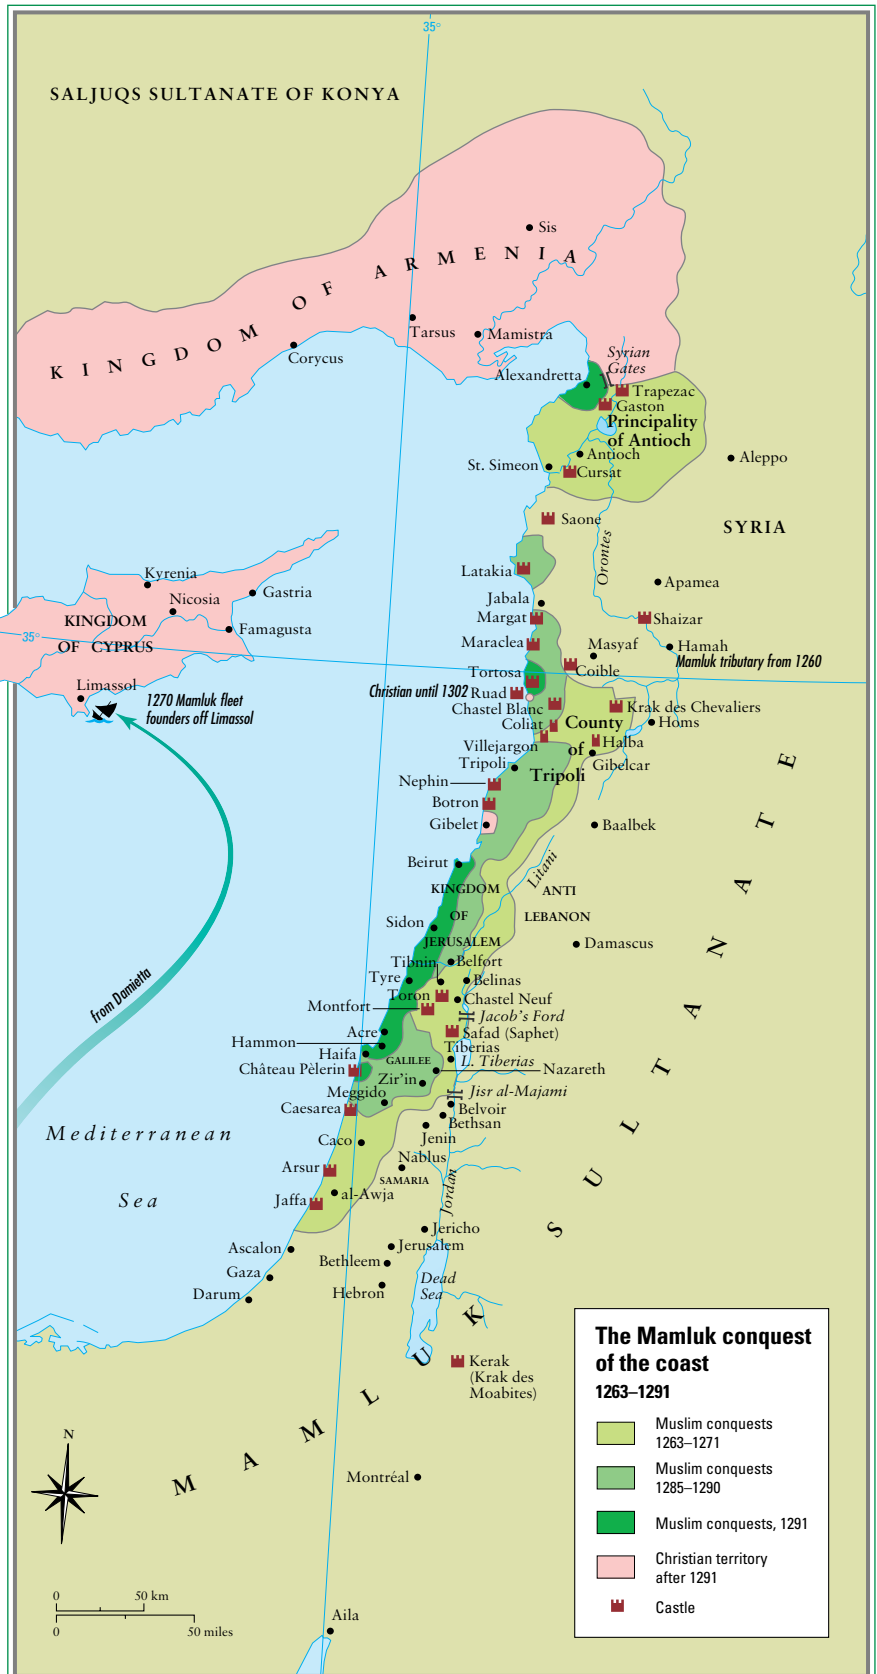 35°
SALJUQS SULTANATE OF KONYA
Sis
KINGDOM OF ARMENIA
Tarsus
Mamistra
Corycus
Syrian
Gates
Alexandretta
Trapezac
Gaston
Principality
of Antioch
Antioch
Aleppo
St. Simeon
Cursat
Saone
SYRIA
Orontes
Latakia
Apamea
Kyrenia
Gastria
Nicosia
Jabala
Margat
Shaizar
KINGDOM
OF CYPRUS
Famagusta
35°
Maraclea
Masyaf
Hamah
Mamluk tributary from 1260
Coible
Tortosa
Limassol
Christian until 1302
Ruad
1270 Mamluk fleet
founders off Limassol
Chastel Blanc
Krak des Chevaliers
Coliat
County
of
Tripoli
Homs
Villejargon
Halba
Tripoli
Gibelcar
Nephin
Botron
Gibelet
Baalbek
Beirut
Litani
KINGDOM
OF
JERUSALEM
ANTI
LEBANON
Sidon
Damascus
Tibnin
Belfort
Tyre
Belinas
Toron
Chastel Neuf
Montfort
Jacob's Ford
Acre
Safad (Saphet)
Hammon
Tiberias
Haifa
GALILEE
L. Tiberias
Château Pèlerin
Nazareth
Zir'in
Meggido
Jisr al-Majami
Caesarea
Belvoir
Bethsan
Jenin
Caco
Nablus
Arsur
SAMARIA
Jordan
Jaffa
al-Awja
from Damietta
Mediterranean
Sea
Jericho
Ascalon
Jerusalem
Bethleem
Gaza
Dead
Sea
Darum
Hebron
Kerak
(Krak des
Moabites)
MAMLUK SULTANATE
Montréal
Aila
N
0 50 km
0 50 miles
The Mamluk conquest
of the coast
1263–1291
Muslim conquests
1263–1271
Muslim conquests
1285–1290
Muslim conquests, 1291
Christian territory
after 1291
Castle